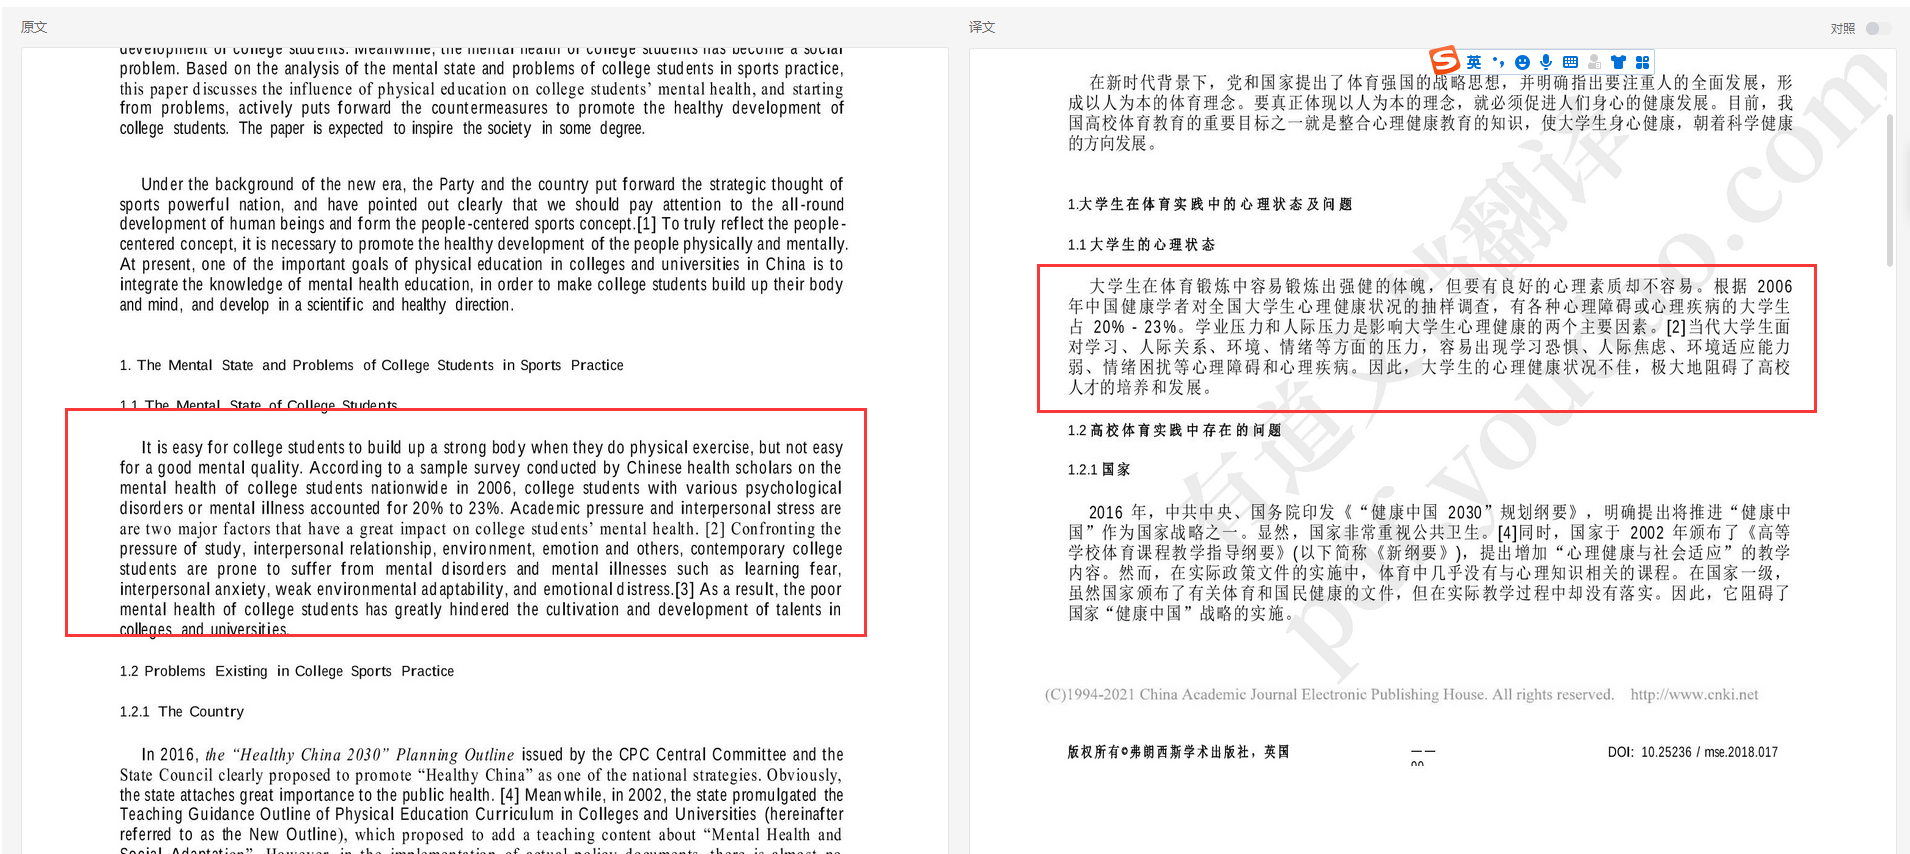 原文
development of college students. Meanwhile, the mental health of college students has become a social
problem. Based on the analysis of the mental state and problems of college students in sports practice,
this paper discusses the influence of physical education on college students’ mental health, and starting
from problems, actively puts forward the countermeasures to promote the healthy development of
college students. The paper is expected to inspire the society in some degree.
Under the background of the new era, the Party and the country put forward the strategic thought of
sports powerful nation, and have pointed out clearly that we should pay attention to the all-round
development of human beings and form the people-centered sports concept.[1] To truly reflect the people-
centered concept, it is necessary to promote the healthy development of the people physically and mentally.
At present, one of the important goals of physical education in colleges and universities in China is to
integrate the knowledge of mental health education, in order to make college students build up their body
and mind, and develop in a scientific and healthy direction.
1. The Mental State and Problems of College Students in Sports Practice
1.1 The Mental State of College Students
It is easy for college students to build up a strong body when they do physical exercise, but not easy
for a good mental quality. According to a sample survey conducted by Chinese health scholars on the
mental health of college students nationwide in 2006, college students with various psychological
disorders or mental illness accounted for 20% to 23%. Academic pressure and interpersonal stress are
are two major factors that have a great impact on college students’ mental health. [2] Confronting the
pressure of study, interpersonal relationship, environment, emotion and others, contemporary college
students are prone to suffer from mental disorders and mental illnesses such as learning fear,
interpersonal anxiety, weak environmental adaptability, and emotional distress.[3] As a result, the poor
mental health of college students has greatly hindered the cultivation and development of talents in
colleges and universities.
1.2 Problems Existing in College Sports Practice
1.2.1 The Country
In 2016, the “Healthy China 2030” Planning Outline issued by the CPC Central Committee and the
State Council clearly proposed to promote “Healthy China” as one of the national strategies. Obviously,
the state attaches great importance to the public health. [4] Meanwhile, in 2002, the state promulgated the
Teaching Guidance Outline of Physical Education Curriculum in Colleges and Universities (hereinafter
referred to as the New Outline), which proposed to add a teaching content about “Mental Health and
Social Adaptation”. However, in the implementation of actual policy documents, there is almost no
译文
对照
英
在新时代背景下，党和国家提出了体育强国的战略思想，并明确指出要注重人的全面发展，形
成以人为本的体育理念。要真正体现以人为本的理念，就必须促进人们身心的健康发展。目前，我
国高校体育教育的重要目标之一就是整合心理健康教育的知识，使大学生身心健康，朝着科学健康
的方向发展。
1.大学生在体育实践中的心理状态及问题
1.1 大学生的心理状态
大学生在体育锻炼中容易锻炼出强健的体魄，但要有良好的心理素质却不容易。根据 2006
年中国健康学者对全国大学生心理健康状况的抽样调查，有各种心理障碍或心理疾病的大学生
占 20% - 23%。学业压力和人际压力是影响大学生心理健康的两个主要因素。[2]当代大学生面
对学习、人际关系、环境、情绪等方面的压力，容易出现学习恐惧、人际焦虑、环境适应能力
弱、情绪困扰等心理障碍和心理疾病。因此，大学生的心理健康状况不佳，极大地阻碍了高校
人才的培养和发展。
1.2 高校体育实践中存在的问题
1.2.1 国家
2016 年，中共中央、国务院印发《“健康中国 2030”规划纲要》，明确提出将推进“健康中
国”作为国家战略之一。显然，国家非常重视公共卫生。[4]同时，国家于 2002 年颁布了《高等
学校体育课程教学指导纲要》(以下简称《新纲要》)，提出增加“心理健康与社会适应”的教学
内容。然而，在实际政策文件的实施中，体育中几乎没有与心理知识相关的课程。在国家一级，
虽然国家颁布了有关体育和国民健康的文件，但在实际教学过程中却没有落实。因此，它阻碍了
国家“健康中国”战略的实施。
(C)1994-2021 China Academic Journal Electronic Publishing House. All rights reserved. http://www.cnki.net
版权所有©弗朗西斯学术出版社，英国
DOI: 10.25236 / mse.2018.017
有道文档翻译
pdf.youdao.com